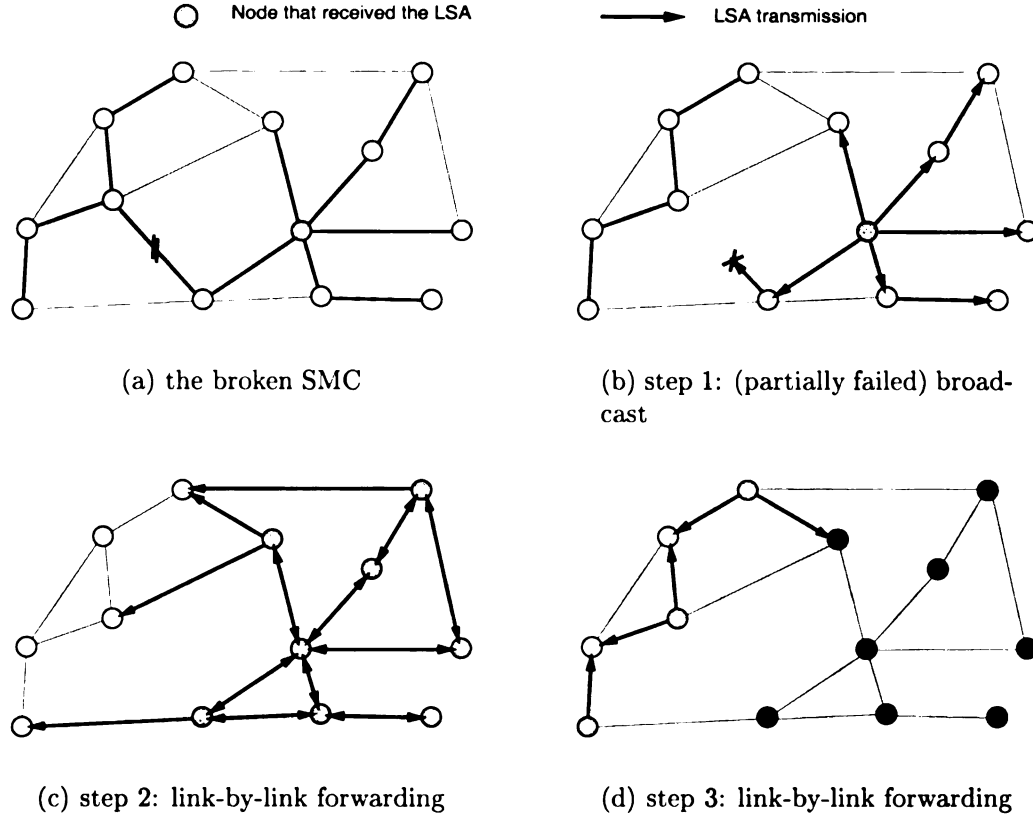 Node that received the LSA
LSA transmission
(a) the broken SMC
(b) step 1: (partially failed) broad-
cast
(c) step 2: link-by-link forwarding
(d) step 3: link-by-link forwarding